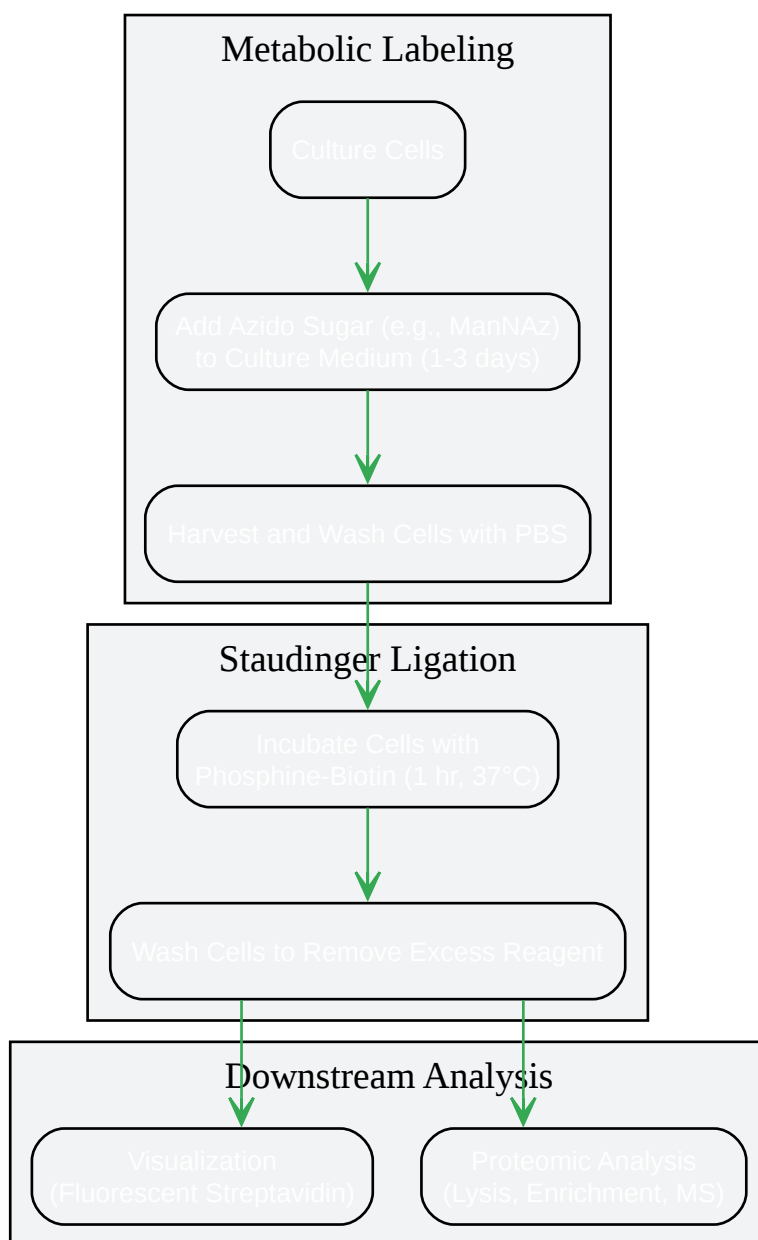 Metabolic Labeling
Culture Cells
Add Azido Sugar (e.g., ManNAz)
to Culture Medium (1-3 days)
Harvest and Wash Cells with PBS
Staudinger Ligation
Incubate Cells with
Phosphine-Biotin (1 hr, 37°C)
Wash Cells to Remove Excess Reagent
Downstream Analysis
Visualization
(Fluorescent Streptavidin)
Proteomic Analysis
(Lysis, Enrichment, MS)